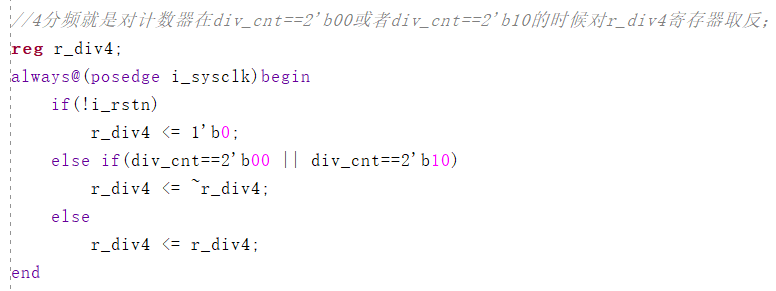 //4分频就是对计数器在div_cnt==2'b00或者div_cnt==2'b10的时候对r_div4寄存器取反;
reg r_div4;
always@(posedge i_sysclk)begin
    if(!i_rstn)
        r_div4 <= 1'b0;
    else if(div_cnt==2'b00 || div_cnt==2'b10)
        r_div4 <= ~r_div4;
    else
        r_div4 <= r_div4;
end